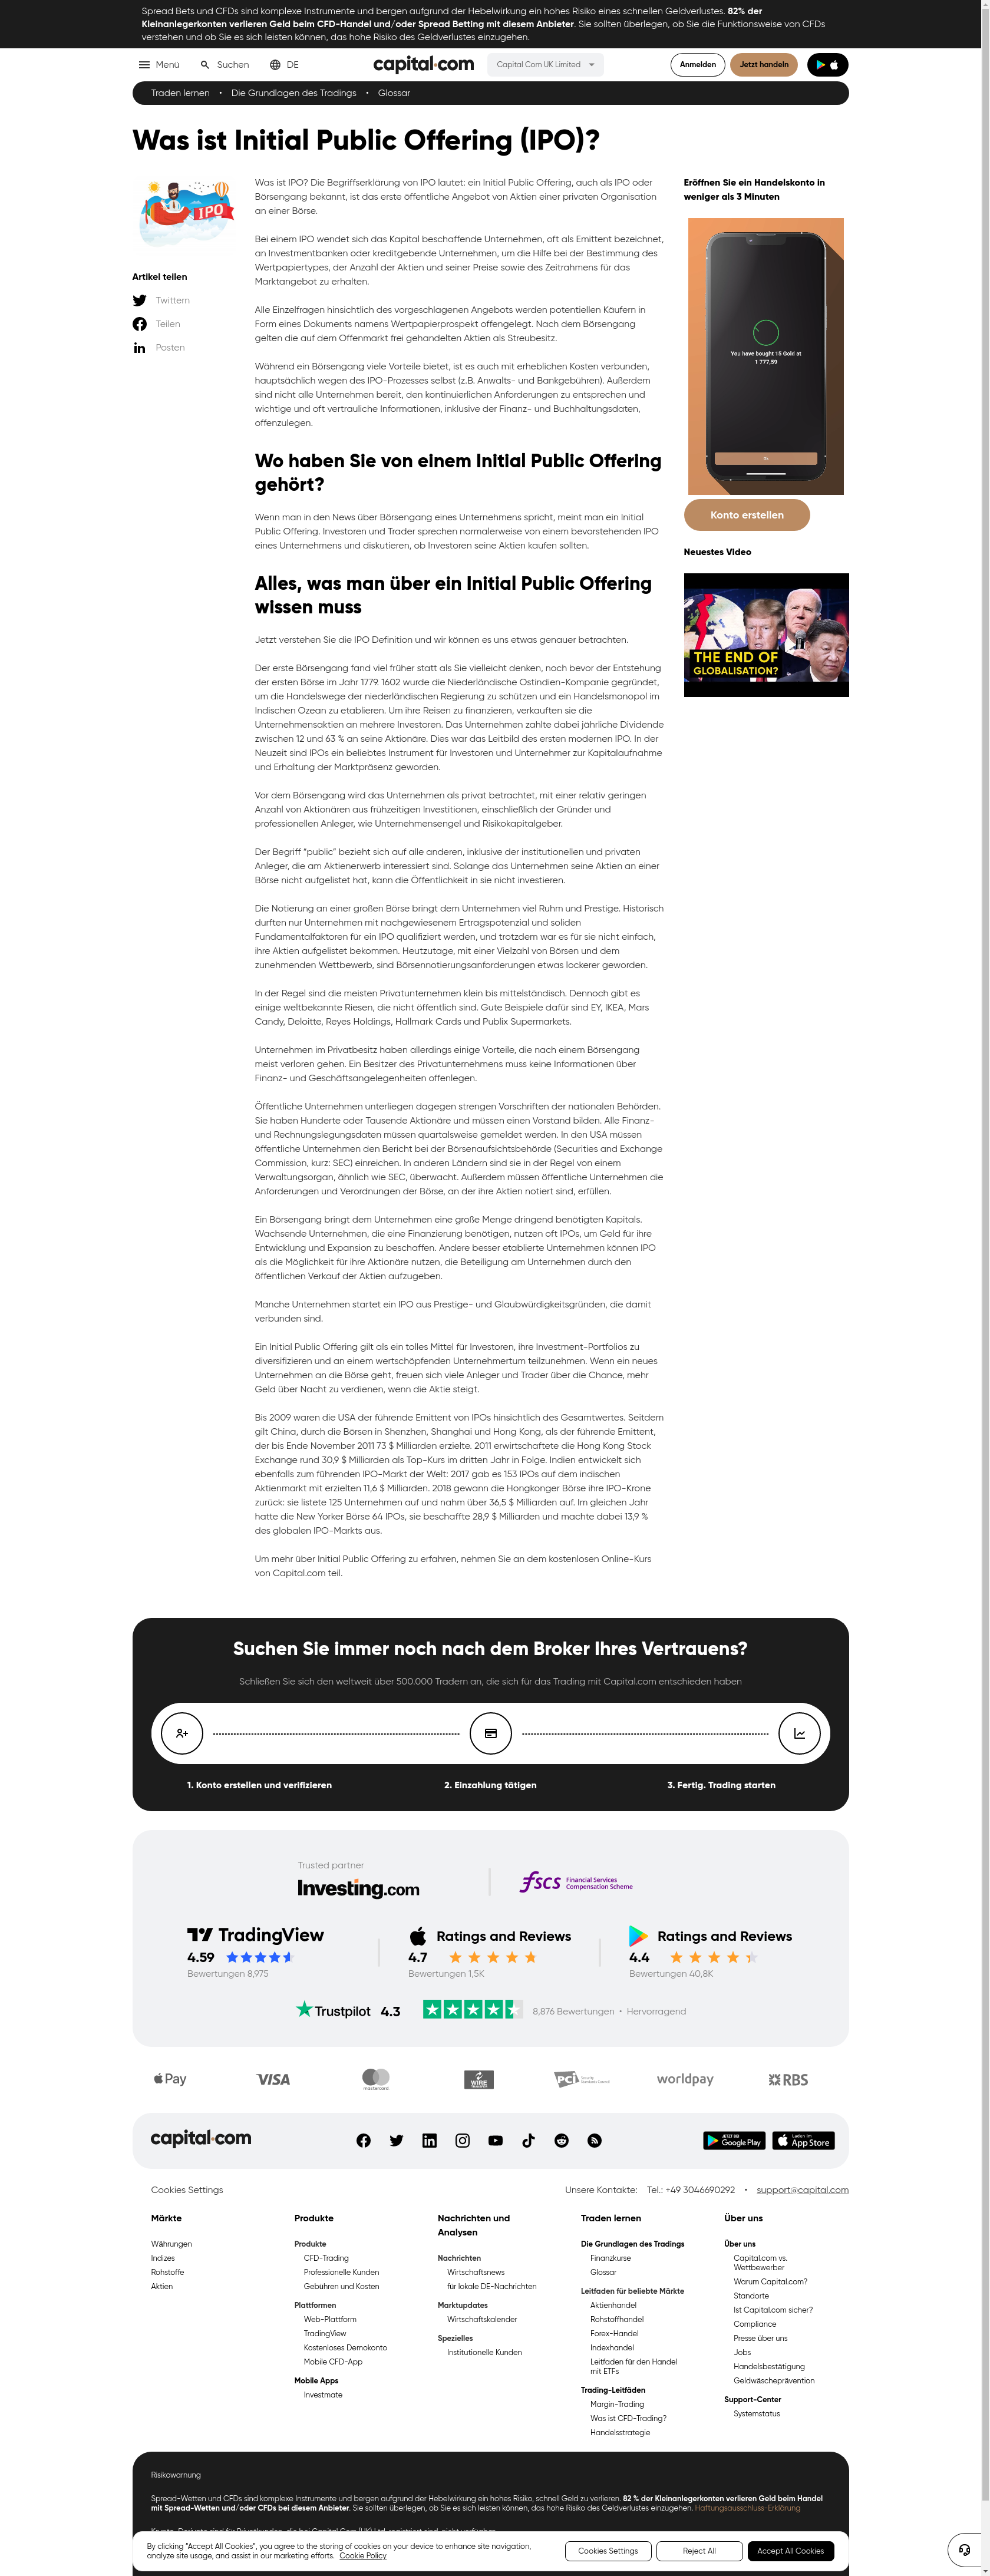 Spread Bets und CFDs sind komplexe Instrumente und bergen aufgrund der Hebelwirkung ein hohes Risiko eines schnellen Geldverlustes. 82% der
Kleinanlegerkonten verlieren Geld beim CFD-Handel und/oder Spread Betting mit diesem Anbieter. Sie sollten überlegen, ob Sie die Funktionsweise von CFDs
verstehen und ob Sie es sich leisten können, das hohe Risiko des Geldverlustes einzugehen.
Menü
Suchen
DE
capital.com
Capital Com UK Limited
Anmelden
Jetzt handeln
Traden lernen • Die Grundlagen des Tradings • Glossar
Was ist Initial Public Offering (IPO)?
IPO
Artikel teilen
Twittern
Teilen
Posten
Was ist IPO? Die Begriffserklärung von IPO lautet: ein Initial Public Offering, auch als IPO oder
Börsengang bekannt, ist das erste öffentliche Angebot von Aktien einer privaten Organisation
an einer Börse.
Bei einem IPO wendet sich das Kapital beschaffende Unternehmen, oft als Emittent bezeichnet,
an Investmentbanken oder kreditgebende Unternehmen, um die Hilfe bei der Bestimmung des
Wertpapiertypes, der Anzahl der Aktien und seiner Preise sowie des Zeitrahmens für das
Marktangebot zu erhalten.
Alle Einzelfragen hinsichtlich des vorgeschlagenen Angebots werden potentiellen Käufern in
Form eines Dokuments namens Wertpapierprospekt offengelegt. Nach dem Börsengang
gelten die auf dem Offenmarkt frei gehandelten Aktien als Streubesitz.
Während ein Börsengang viele Vorteile bietet, ist es auch mit erheblichen Kosten verbunden,
hauptsächlich wegen des IPO-Prozesses selbst (z.B. Anwalts- und Bankgebühren). Außerdem
sind nicht alle Unternehmen bereit, den kontinuierlichen Anforderungen zu entsprechen und
wichtige und oft vertrauliche Informationen, inklusive der Finanz- und Buchhaltungsdaten,
offenzulegen.
Wo haben Sie von einem Initial Public Offering
gehört?
Wenn man in den News über Börsengang eines Unternehmens spricht, meint man ein Initial
Public Offering. Investoren und Trader sprechen normalerweise von einem bevorstehenden IPO
eines Unternehmens und diskutieren, ob Investoren seine Aktien kaufen sollten.
Alles, was man über ein Initial Public Offering
wissen muss
Jetzt verstehen Sie die IPO Definition und wir können es uns etwas genauer betrachten.
Der erste Börsengang fand viel früher statt als Sie vielleicht denken, noch bevor der Entstehung
der ersten Börse im Jahr 1779. 1602 wurde die Niederländische Ostindien-Kompanie gegründet,
um die Handelswege der niederländischen Regierung zu schützen und ein Handelsmonopol im
Indischen Ozean zu etablieren. Um ihre Reisen zu finanzieren, verkauften sie die
Unternehmensaktien an mehrere Investoren. Das Unternehmen zahlte dabei jährliche Dividende
zwischen 12 und 63 % an seine Aktionäre. Dies war das Leitbild des ersten modernen IPO. In der
Neuzeit sind IPOs ein beliebtes Instrument für Investoren und Unternehmer zur Kapitalaufnahme
und Erhaltung der Marktpräsenz geworden.
Vor dem Börsengang wird das Unternehmen als privat betrachtet, mit einer relativ geringen
Anzahl von Aktionären aus frühzeitigen Investitionen, einschließlich der Gründer und
professionellen Anleger, wie Unternehmensengel und Risikokapitalgeber.
Der Begriff "public" bezieht sich auf alle anderen, inklusive der institutionellen und privaten
Anleger, die am Aktienerwerb interessiert sind. Solange das Unternehmen seine Aktien an einer
Börse nicht aufgelistet hat, kann die Öffentlichkeit in sie nicht investieren.
Die Notierung an einer großen Börse bringt dem Unternehmen viel Ruhm und Prestige. Historisch
durften nur Unternehmen mit nachgewiesenem Ertragspotenzial und soliden
Fundamentalfaktoren für ein IPO qualifiziert werden, und trotzdem war es für sie nicht einfach,
ihre Aktien aufgelistet bekommen. Heutzutage, mit einer Vielzahl von Börsen und dem
zunehmenden Wettbewerb, sind Börsennotierungsanforderungen etwas lockerer geworden.
In der Regel sind die meisten Privatunternehmen klein bis mittelständisch. Dennoch gibt es
einige weltbekannte Riesen, die nicht öffentlich sind. Gute Beispiele dafür sind EY, IKEA, Mars
Candy, Deloitte, Reyes Holdings, Hallmark Cards und Publix Supermarkets.
Unternehmen im Privatbesitz haben allerdings einige Vorteile, die nach einem Börsengang
meist verloren gehen. Ein Besitzer des Privatunternehmens muss keine Informationen über
Finanz- und Geschäftsangelegenheiten offenlegen.
Öffentliche Unternehmen unterliegen dagegen strengen Vorschriften der nationalen Behörden.
Sie haben Hunderte oder Tausende Aktionäre und müssen einen Vorstand bilden. Alle Finanz-
und Rechnungslegungsdaten müssen quartalsweise gemeldet werden. In den USA müssen
öffentliche Unternehmen den Bericht bei der Börsenaufsichtsbehörde (Securities and Exchange
Commission, kurz: SEC) einreichen. In anderen Ländern sind sie in der Regel von einem
Verwaltungsorgan, ähnlich wie SEC, überwacht. Außerdem müssen öffentliche Unternehmen die
Anforderungen und Verordnungen der Börse, an der ihre Aktien notiert sind, erfüllen.
Ein Börsengang bringt dem Unternehmen eine große Menge dringend benötigten Kapitals.
Wachsende Unternehmen, die eine Finanzierung benötigen, nutzen oft IPOs, um Geld für ihre
Entwicklung und Expansion zu beschaffen. Andere besser etablierte Unternehmen können IPO
als die Möglichkeit für ihre Aktionäre nutzen, die Beteiligung am Unternehmen durch den
öffentlichen Verkauf der Aktien aufzugeben.
Manche Unternehmen startet ein IPO aus Prestige- und Glaubwürdigkeitsgründen, die damit
verbunden sind.
Ein Initial Public Offering gilt als ein tolles Mittel für Investoren, ihre Investment-Portfolios zu
diversifizieren und an einem wertschöpfenden Unternehmertum teilzunehmen. Wenn ein neues
Unternehmen an die Börse geht, freuen sich viele Anleger und Trader über die Chance, mehr
Geld über Nacht zu verdienen, wenn die Aktie steigt.
Bis 2009 waren die USA der führende Emittent von IPOs hinsichtlich des Gesamtwertes. Seitdem
gilt China, durch die Börsen in Shenzhen, Shanghai und Hong Kong, als der führende Emittent,
der bis Ende November 2011 73 $ Milliarden erzielte. 2011 erwirtschaftete die Hong Kong Stock
Exchange rund 30,9 $ Milliarden als Top-Kurs im dritten Jahr in Folge. Indien entwickelt sich
ebenfalls zum führenden IPO-Markt der Welt: 2017 gab es 153 IPOs auf dem indischen
Aktienmarkt mit erzielten 11,6 $ Milliarden. 2018 gewann die Hongkonger Börse ihre IPO-Krone
zurück: sie listete 125 Unternehmen auf und nahm über 36,5 $ Milliarden auf. Im gleichen Jahr
hatte die New Yorker Börse 64 IPOs, sie beschaffte 28,9 $ Milliarden und machte dabei 13,9 %
des globalen IPO-Markts aus.
Um mehr über Initial Public Offering zu erfahren, nehmen Sie an dem kostenlosen Online-Kurs
von Capital.com teil.
Eröffnen Sie ein Handelskonto in
weniger als 3 Minuten
You have bought 15 Gold at
1 777,59
Ok
Konto erstellen
Neuestes Video
THE END OF
GLOBALISATION?
Suchen Sie immer noch nach dem Broker Ihres Vertrauens?
Schließen Sie sich den weltweit über 500.000 Tradern an, die sich für das Trading mit Capital.com entschieden haben
1. Konto erstellen und verifizieren
2. Einzahlung tätigen
3. Fertig. Trading starten
Trusted partner
Investing.com
fscs Financial Services
Compensation Scheme
TradingView
4.59
Bewertungen 8,975
Ratings and Reviews
4.7
Bewertungen 1,5K
Ratings and Reviews
4.4
Bewertungen 40,8K
Trustpilot 4.3 8,876 Bewertungen • Hervorragend
Pay
VISA
mastercard
WIRE
PCI
worldpay
RBS
capital.com
JETZT BEI
Google Play
Laden im
App Store
Cookies Settings
Unsere Kontakte: Tel.: +49 3046690292 • support@capital.com
Märkte
Währungen
Indizes
Rohstoffe
Aktien
Produkte
Produkte
CFD-Trading
Professionelle Kunden
Gebühren und Kosten
Plattformen
Web-Plattform
TradingView
Kostenloses Demokonto
Mobile CFD-App
Mobile Apps
Investmate
Nachrichten und
Analysen
Nachrichten
Wirtschaftsnews
für lokale DE-Nachrichten
Marktupdates
Wirtschaftskalender
Spezielles
Institutionelle Kunden
Traden lernen
Die Grundlagen des Tradings
Finanzkurse
Glossar
Leitfaden für beliebte Märkte
Aktienhandel
Rohstoffhandel
Forex-Handel
Indexhandel
Leitfaden für den Handel
mit ETFs
Trading-Leitfäden
Margin-Trading
Was ist CFD-Trading?
Handelsstrategie
Über uns
Über uns
Capital.com vs.
Wettbewerber
Warum Capital.com?
Standorte
Ist Capital.com sicher?
Compliance
Presse über uns
Jobs
Handelsbestätigung
Geldwäscheprävention
Support-Center
Systemstatus
Risikowarnung
Spread-Wetten und CFDs sind komplexe Instrumente und bergen aufgrund der Hebelwirkung ein hohes Risiko, schnell Geld zu verlieren. 82 % der Kleinanlegerkonten verlieren Geld beim Handel
mit Spread-Wetten und/oder CFDs bei diesem Anbieter. Sie sollten überlegen, ob Sie es sich leisten können, das hohe Risiko des Geldverlustes einzugehen. Haftungsausschluss-Erklärung
By clicking "Accept All Cookies", you agree to the storing of cookies on your device to enhance site navigation,
analyze site usage, and assist in our marketing efforts. Cookie Policy
Cookies Settings
Reject All
Accept All Cookies